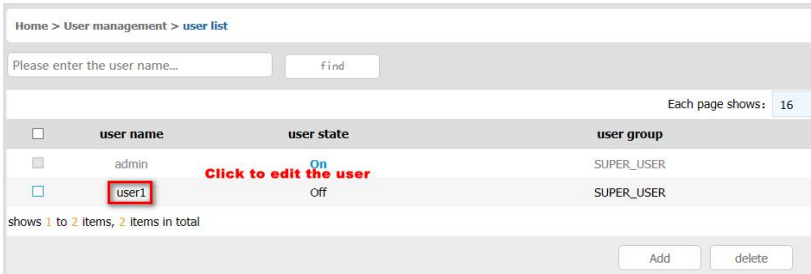 Home > User management > user list
Please enter the user name... find
Each page shows: 16
user name user state user group
admin On SUPER_USER
Click to edit the user
user1 Off SUPER_USER
shows 1 to 2 items, 2 items in total
Add delete